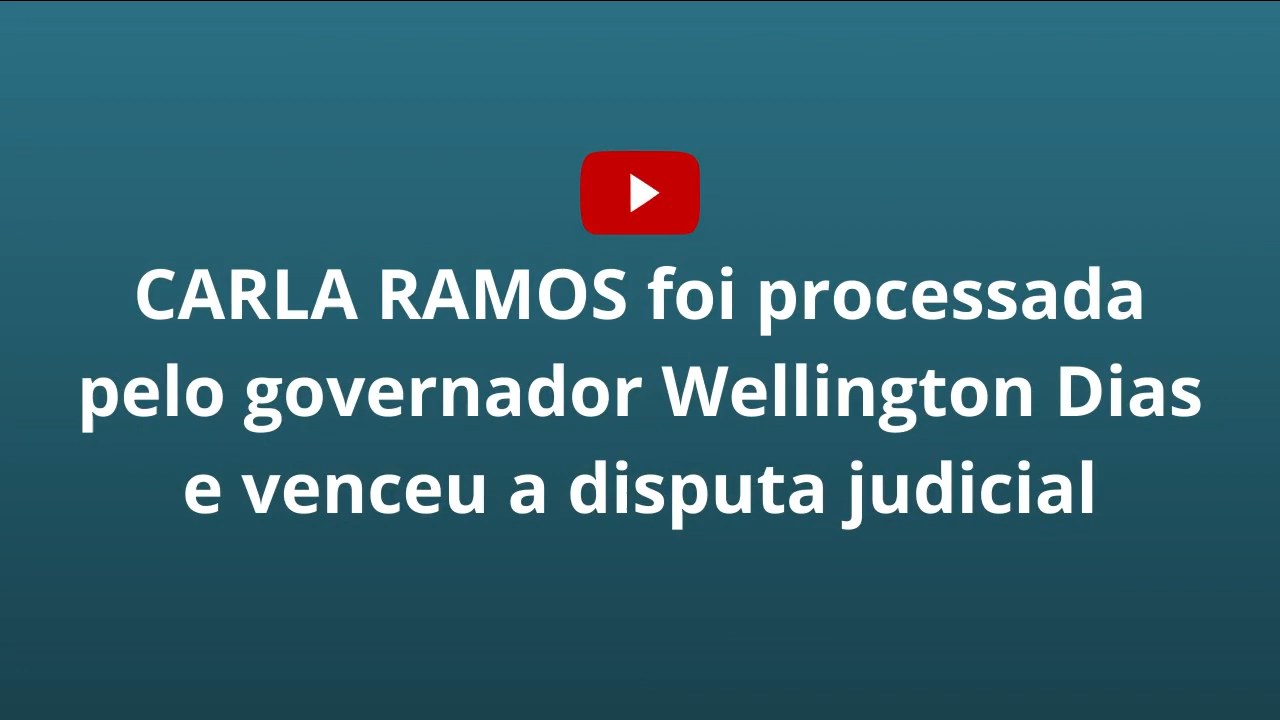 CARLA RAMOS foi processada
pelo governador Wellington Dias
e venceu a disputa judicial